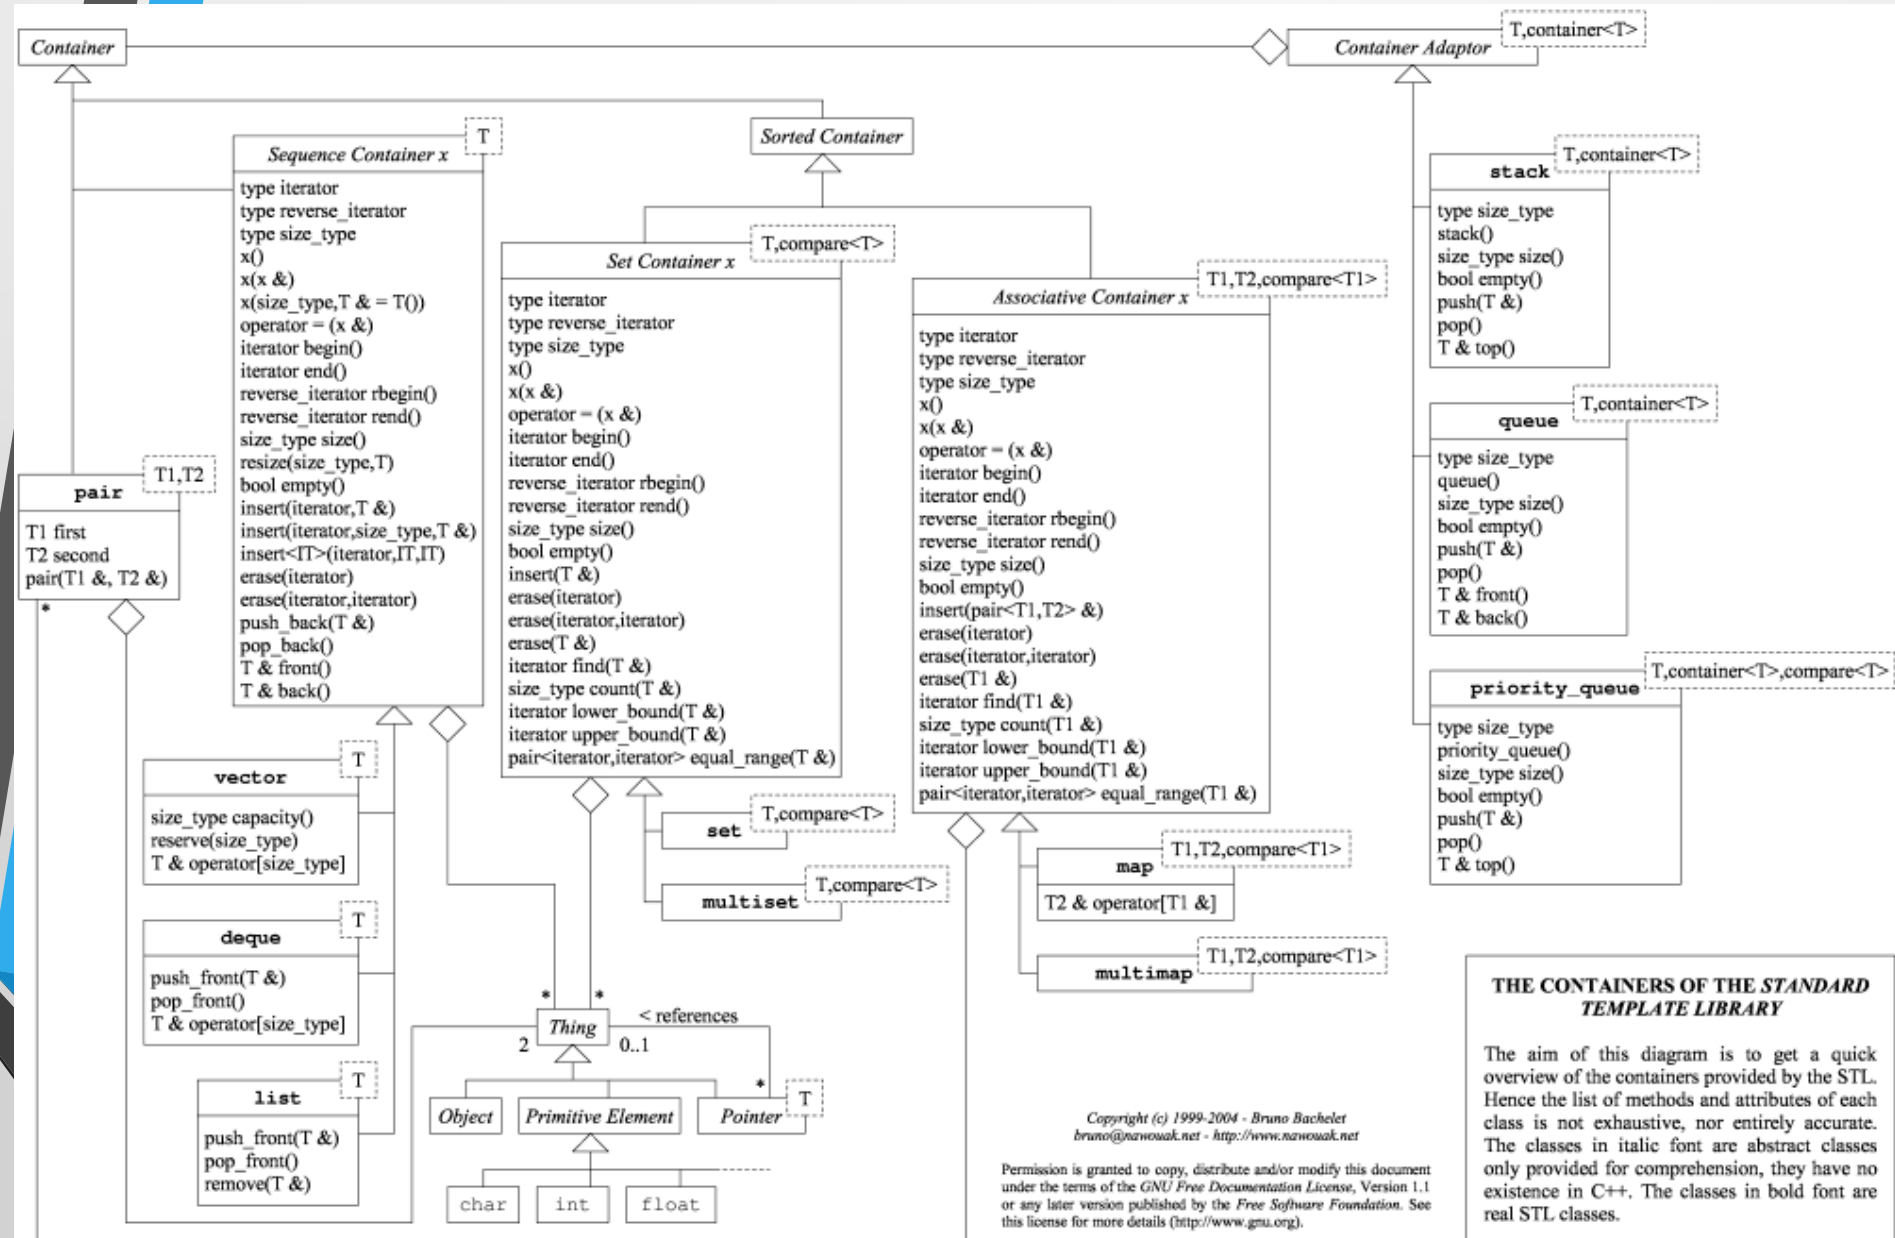 Container
Container Adaptor
T,container<T>
Sorted Container
T
Sequence Container x
type iterator
type reverse_iterator
type size_type
x()
x(x &)
x(size_type,T & = T())
operator = (x &)
iterator begin()
iterator end()
reverse_iterator rbegin()
reverse_iterator rend()
size_type size()
resize(size_type,T)
bool empty()
insert(iterator,T &)
insert(iterator,size_type,T &)
insert<IT>(iterator,IT,IT)
erase(iterator)
erase(iterator,iterator)
push_back(T &)
pop_back()
T & front()
T & back()
T,compare<T>
Set Container x
type iterator
type reverse_iterator
type size_type
x()
x(x &)
operator = (x &)
iterator begin()
iterator end()
reverse_iterator rbegin()
reverse_iterator rend()
size_type size()
bool empty()
insert(T &)
erase(iterator)
erase(iterator,iterator)
erase(T &)
iterator find(T &)
size_type count(T &)
iterator lower_bound(T &)
iterator upper_bound(T &)
pair<iterator,iterator> equal_range(T &)
T1,T2,compare<T1>
Associative Container x
type iterator
type reverse_iterator
type size_type
x()
x(x &)
operator = (x &)
iterator begin()
iterator end()
reverse_iterator rbegin()
reverse_iterator rend()
size_type size()
bool empty()
insert(pair<T1,T2> &)
erase(iterator)
erase(iterator,iterator)
erase(T1 &)
iterator find(T1 &)
size_type count(T1 &)
iterator lower_bound(T1 &)
iterator upper_bound(T1 &)
pair<iterator,iterator> equal_range(T1 &)
T,container<T>
stack
type size_type
stack()
size_type size()
bool empty()
push(T &)
pop()
T & top()
T,container<T>
queue
type size_type
queue()
size_type size()
bool empty()
push(T &)
pop()
T & front()
T & back()
T,container<T>,compare<T>
priority_queue
type size_type
priority_queue()
size_type size()
bool empty()
push(T &)
pop()
T & top()
T1,T2
pair
T1 first
T2 second
pair(T1 &, T2 &)
*
T
vector
size_type capacity()
reserve(size_type)
T & operator[size_type]
T
deque
push_front(T &)
pop_front()
T & operator[size_type]
T
list
push_front(T &)
pop_front()
remove(T &)
T,compare<T>
set
T,compare<T>
multiset
T1,T2,compare<T1>
map
T2 & operator[T1 &]
T1,T2,compare<T1>
multimap
* *
Thing
< references
2
0..1
*
Object
Primitive Element
Pointer
T
char
int
float
Copyright (c) 1999-2004 - Bruno Bachelet
bruno@nawouak.net - http://www.nawouak.net
Permission is granted to copy, distribute and/or modify this document
under the terms of the GNU Free Documentation License, Version 1.1
or any later version published by the Free Software Foundation. See
this license for more details (http://www.gnu.org).
THE CONTAINERS OF THE STANDARD
TEMPLATE LIBRARY
The aim of this diagram is to get a quick
overview of the containers provided by the STL.
Hence the list of methods and attributes of each
class is not exhaustive, nor entirely accurate.
The classes in italic font are abstract classes
only provided for comprehension, they have no
existence in C++. The classes in bold font are
real STL classes.